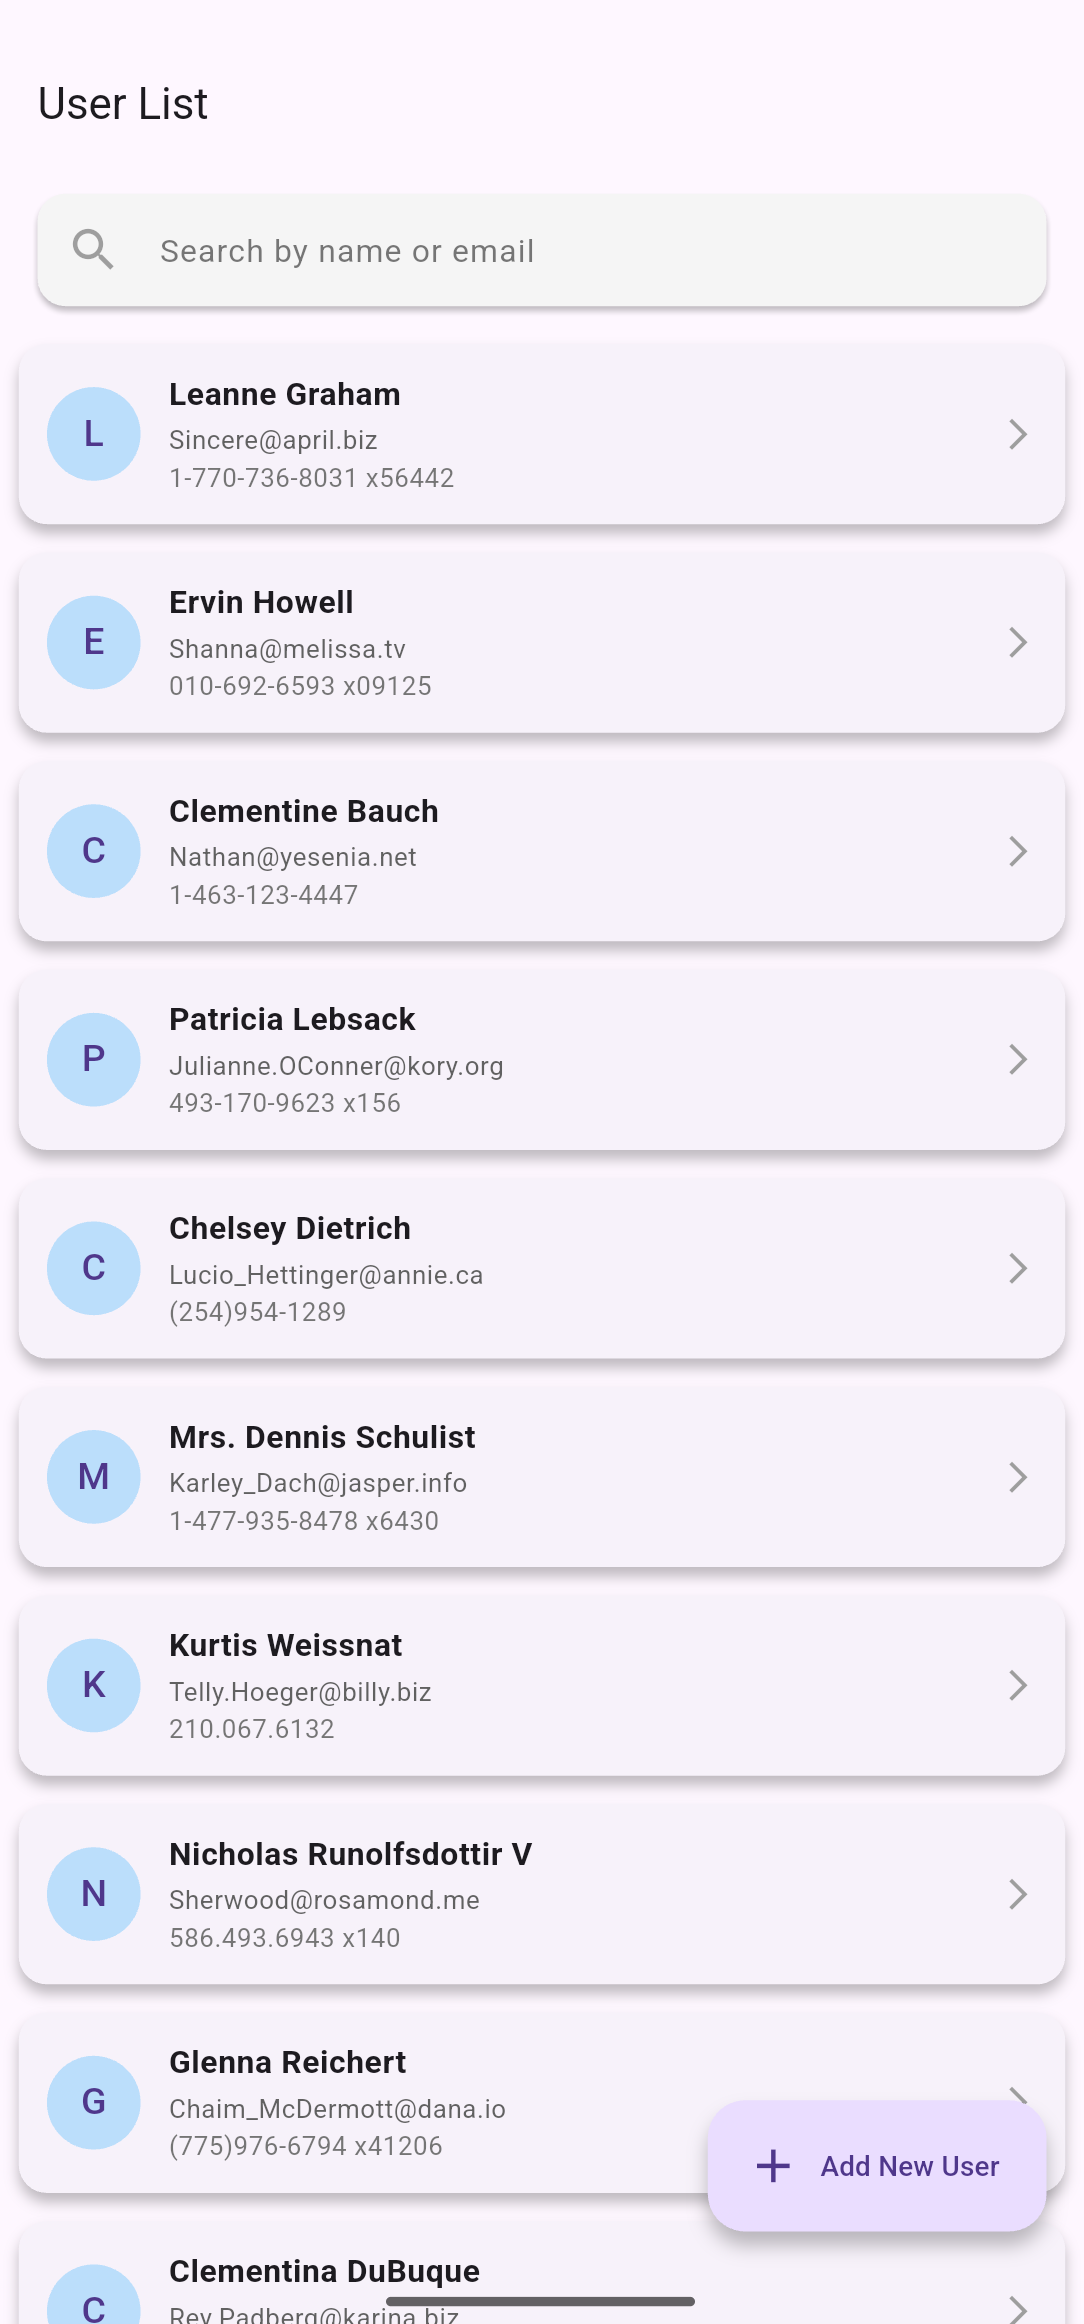 User List
Search by name or email
L
Leanne Graham
Sincere@april.biz
1-770-736-8031 x56442
E
Ervin Howell
Shanna@melissa.tv
010-692-6593 x09125
C
Clementine Bauch
Nathan@yesenia.net
1-463-123-4447
P
Patricia Lebsack
Julianne.OConner@kory.org
493-170-9623 x156
C
Chelsey Dietrich
Lucio_Hettinger@annie.ca
(254)954-1289
M
Mrs. Dennis Schulist
Karley_Dach@jasper.info
1-477-935-8478 x6430
K
Kurtis Weissnat
Telly.Hoeger@billy.biz
210.067.6132
N
Nicholas Runolfsdottir V
Sherwood@rosamond.me
586.493.6943 x140
G
Glenna Reichert
Chaim_McDermott@dana.io
(775)976-6794 x41206
Add New User
C
Clementina DuBuque
Rey.Padberg@karina.biz